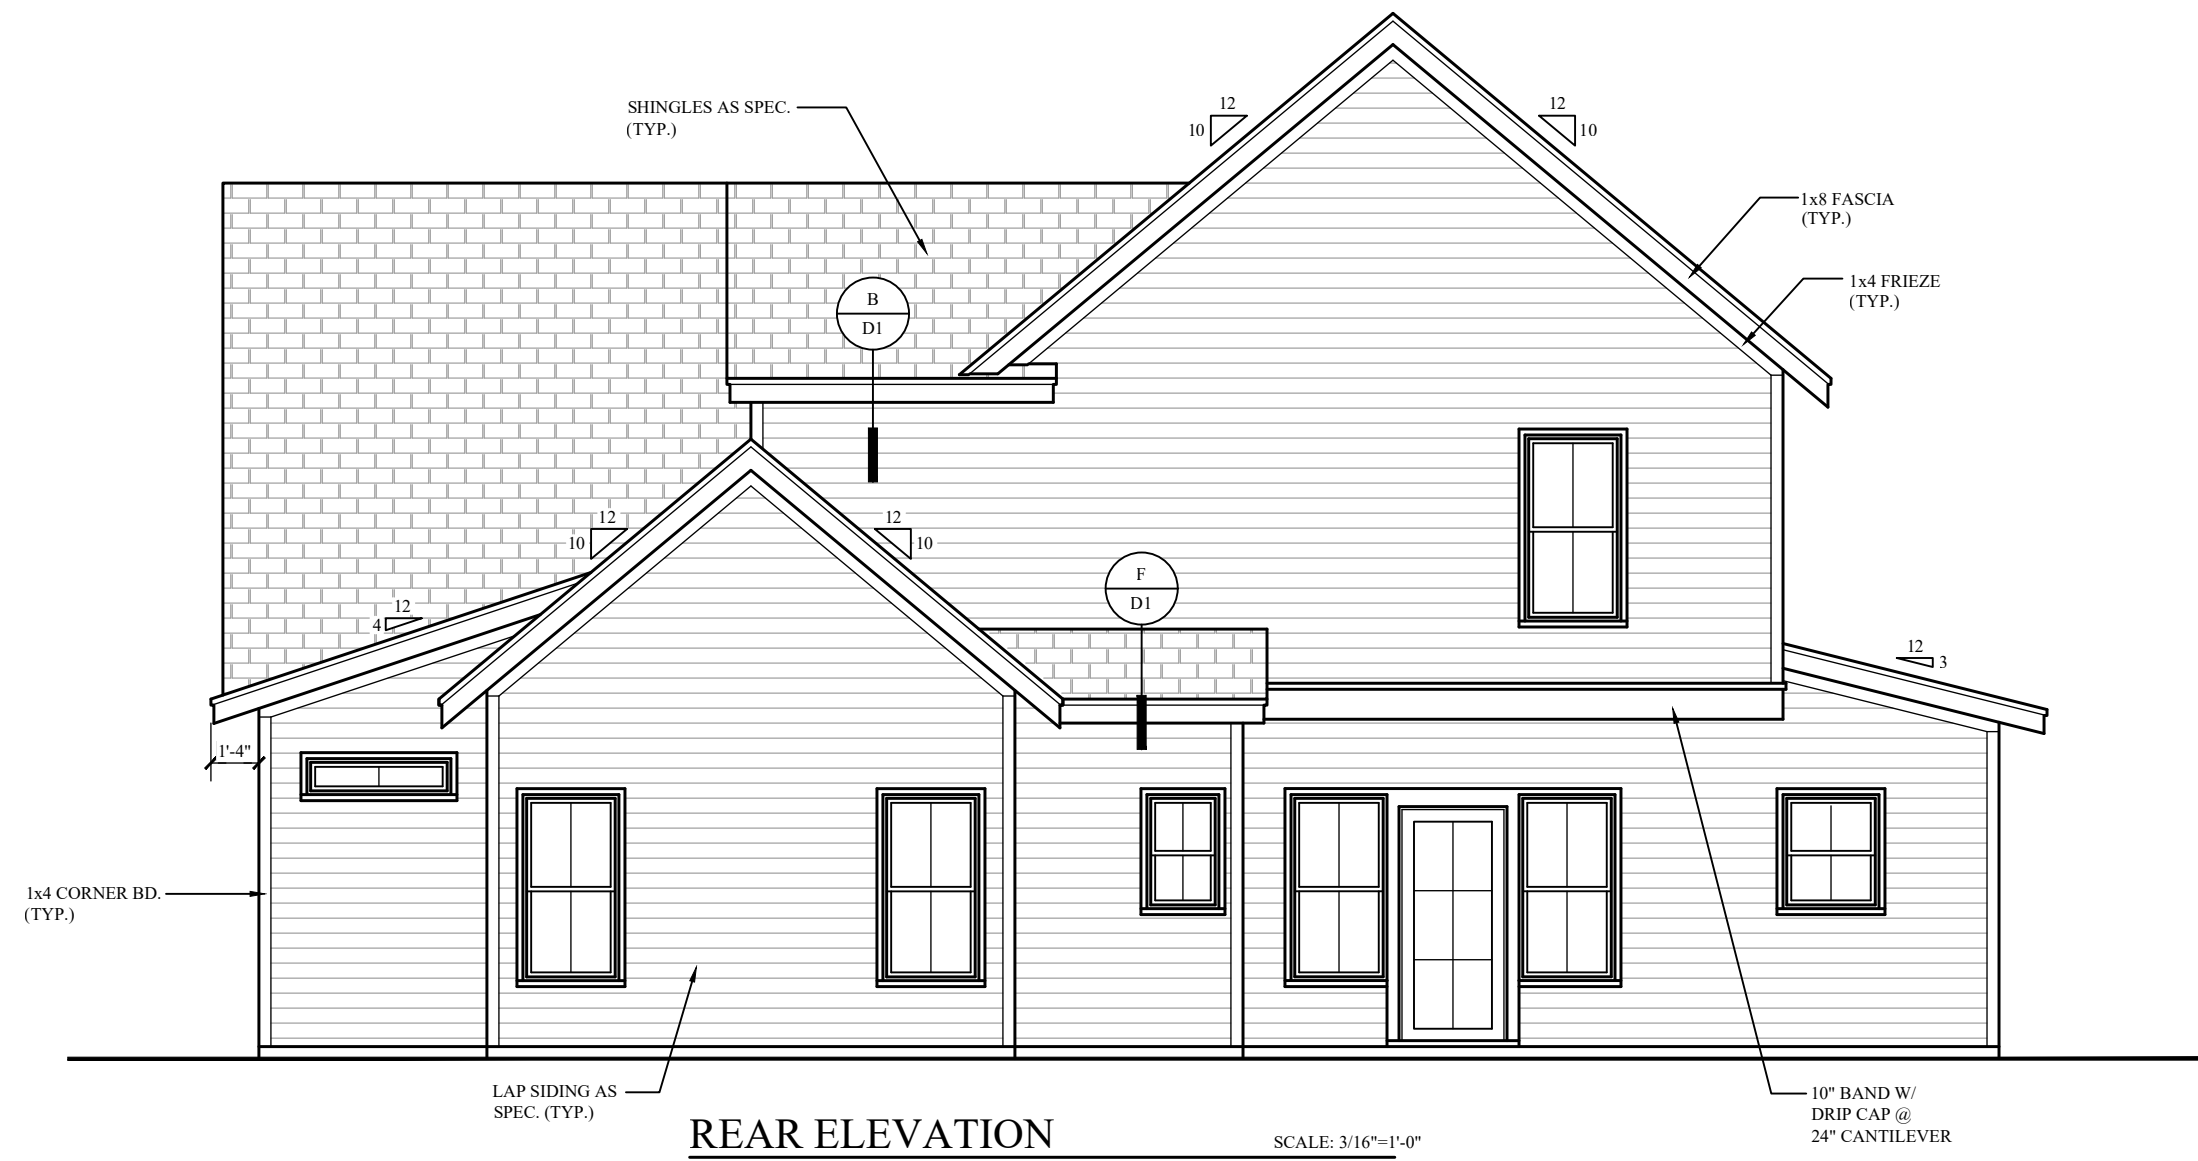 12
10
12
10
SHINGLES AS SPEC.
(TYP.)
1x8 FASCIA
(TYP.)
1x4 FRIEZE
(TYP.)
B
D1
12
10
12
10
F
D1
12
4
12
3
1'-4"
1x4 CORNER BD.
(TYP.)
LAP SIDING AS
SPEC. (TYP.)
10" BAND W/
DRIP CAP @
24" CANTILEVER
REAR ELEVATION
SCALE: 3/16"=1'-0"